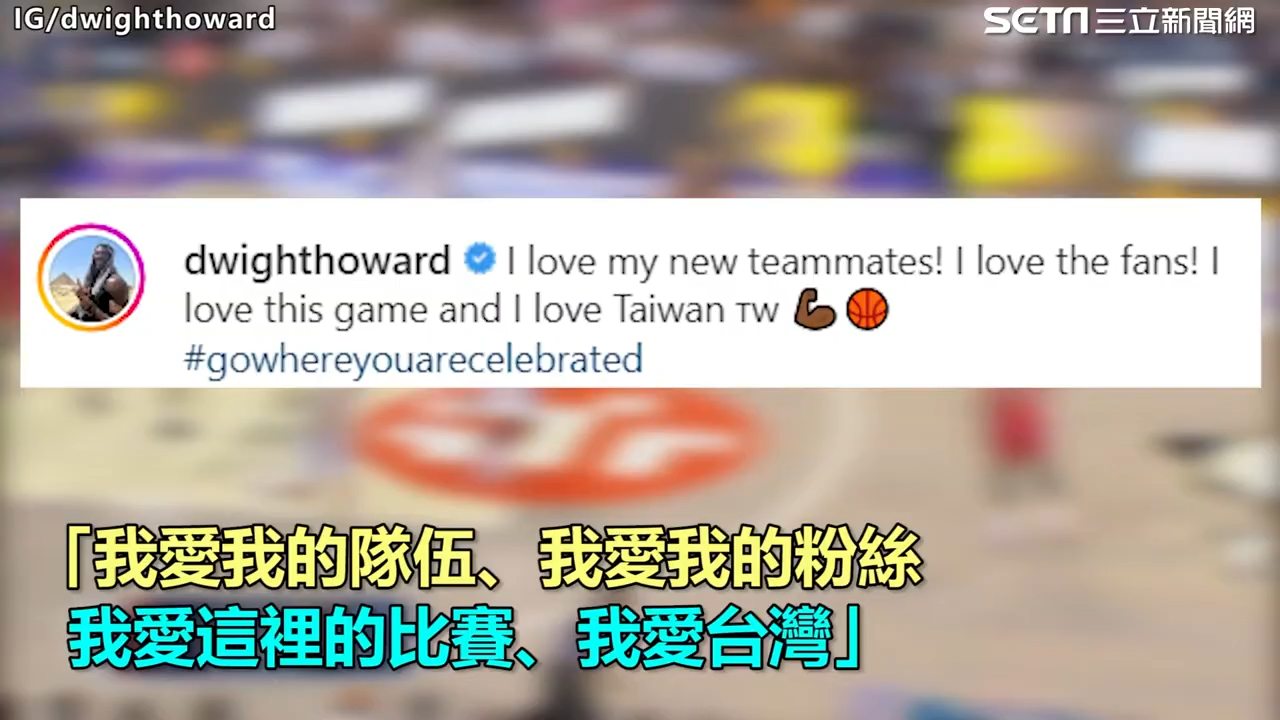 IG/dwighthoward
SETN三立新聞網
dwighthoward I love my new teammates! I love the fans! I
love this game and I love Taiwan TW 💪🏾🏀
#gowhereyouarecelebrated
「我愛我的隊伍、我愛我的粉絲
我愛這裡的比賽、我愛台灣」